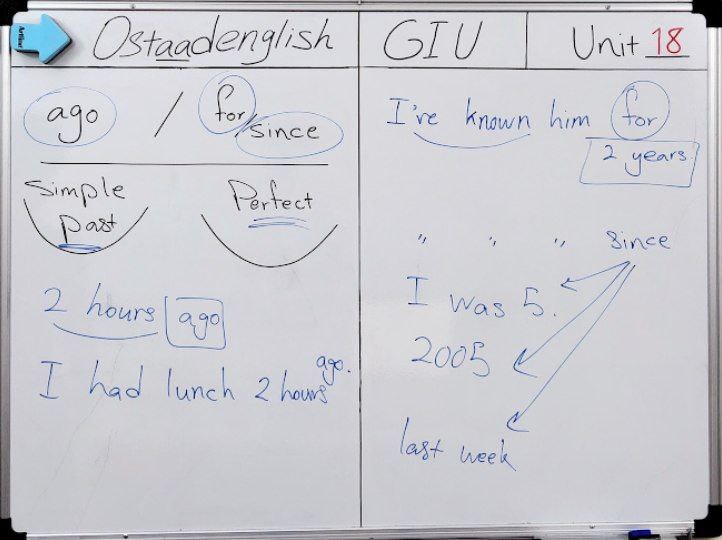 Ostaadenglish
GIU
Unit 18
ago / for since
Simple past
Perfect
2 hours ago
I had lunch 2 hours ago.
I've known him for
2 years
" " " since
I was 5.
2005
last week